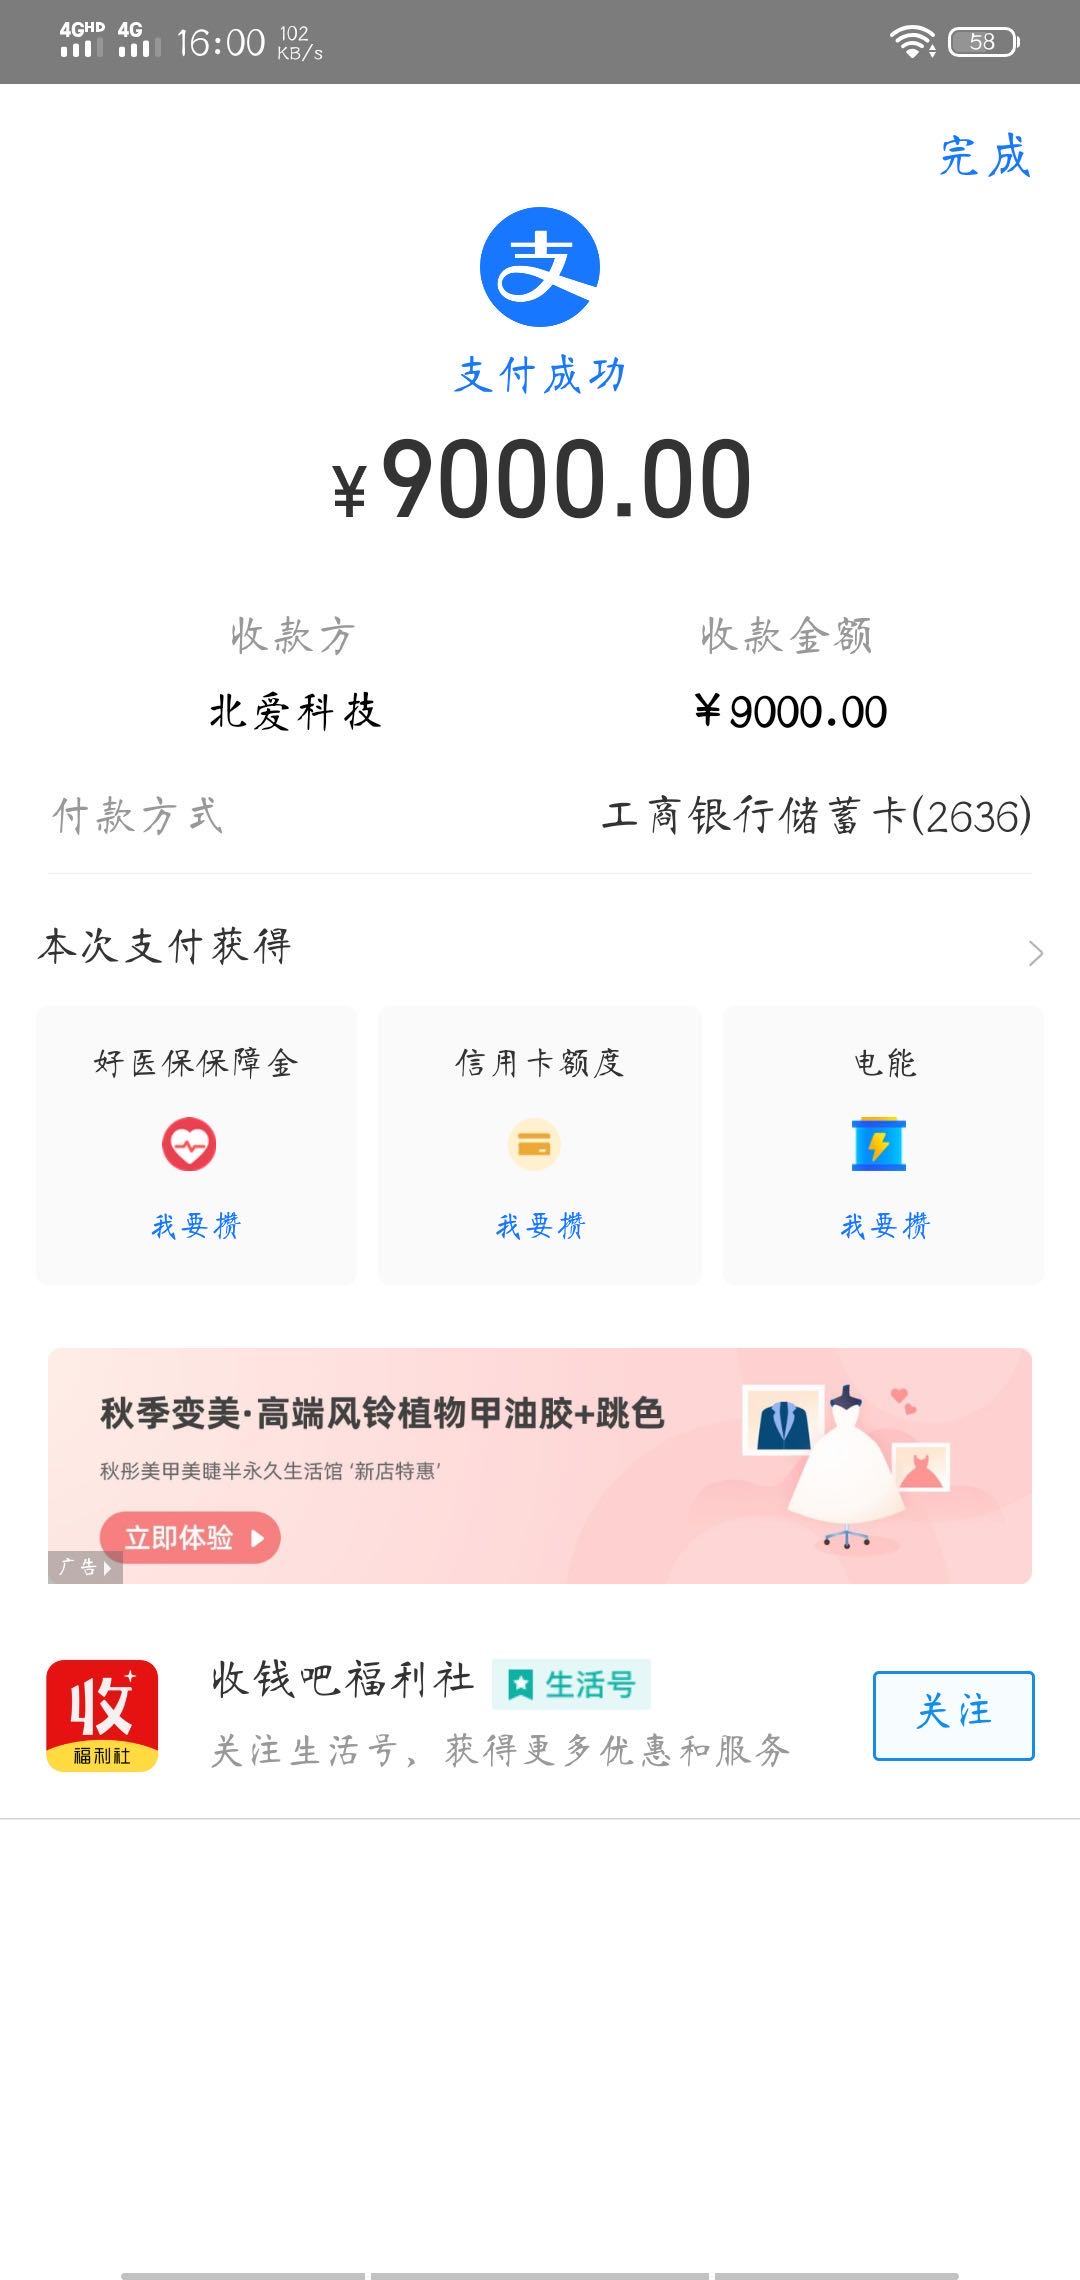 4GHD 4G 16:00 102 KB/s 58
完成
支
支付成功
¥9000.00
收款方 收款金额
北爱科技 ¥9000.00
付款方式 工商银行储蓄卡(2636)
本次支付获得
好医保保障金 信用卡额度 电能
我要攒 我要攒 我要攒
秋季变美·高端风铃植物甲油胶+跳色
秋彤美甲美睫半永久生活馆 ‘新店特惠’
立即体验
广告
收 福利社
收钱吧福利社 生活号
关注生活号，获得更多优惠和服务
关注